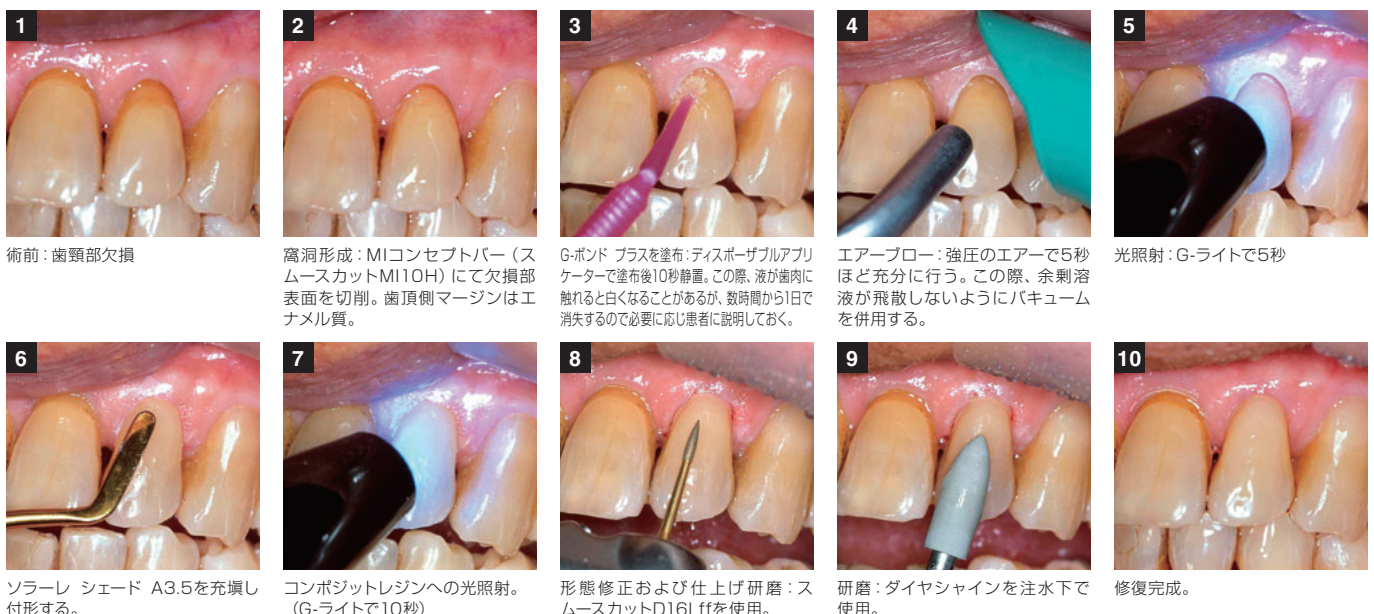 1
術前：歯頸部欠損
2
窩洞形成：MIコンセプトバー（ス
ムースカットMI10H）にて欠損部
表面を切削。歯頂側マージンはエ
ナメル質。
3
G-ボンド プラスを塗布：ディスポーザブルアプリ
ケーターで塗布後10秒静置。この際、液が歯肉に
触れると白くなることがあるが、数時間から1日で
消失するので必要に応じ患者に説明しておく。
4
エアーブロー：強圧のエアーで5秒
ほど充分に行う。この際、余剰溶
液が飛散しないようにバキューム
を併用する。
5
光照射：G-ライトで5秒
6
ソラーレ シェード A3.5を充塡し
付形する。
7
コンポジットレジンへの光照射。
（G-ライトで10秒）
8
形態修正および仕上げ研磨：ス
ムースカットD16Lffを使用。
9
研磨：ダイヤシャインを注水下で
使用。
10
修復完成。